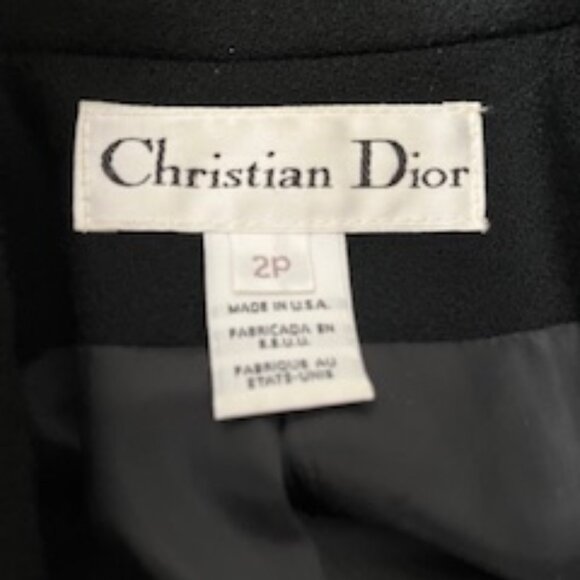 Christian Dior
2P
MADE IN U.S.A.
FABRICADA EN
E.E.U.U.
FABRIQUE AU
ETATS-UNIS